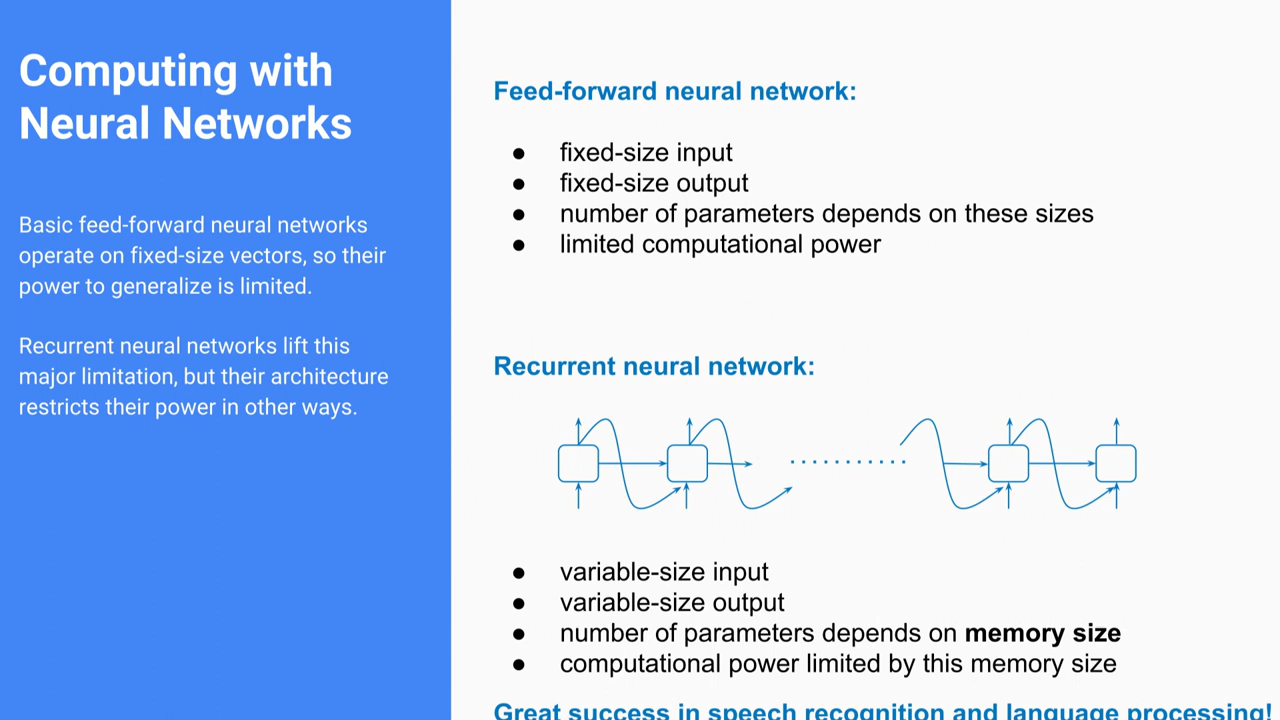 Computing with
Neural Networks
Basic feed-forward neural networks
operate on fixed-size vectors, so their
power to generalize is limited.
Recurrent neural networks lift this
major limitation, but their architecture
restricts their power in other ways.
Feed-forward neural network:
● fixed-size input
● fixed-size output
● number of parameters depends on these sizes
● limited computational power
Recurrent neural network:
● variable-size input
● variable-size output
● number of parameters depends on memory size
● computational power limited by this memory size
Great success in speech recognition and language processing!